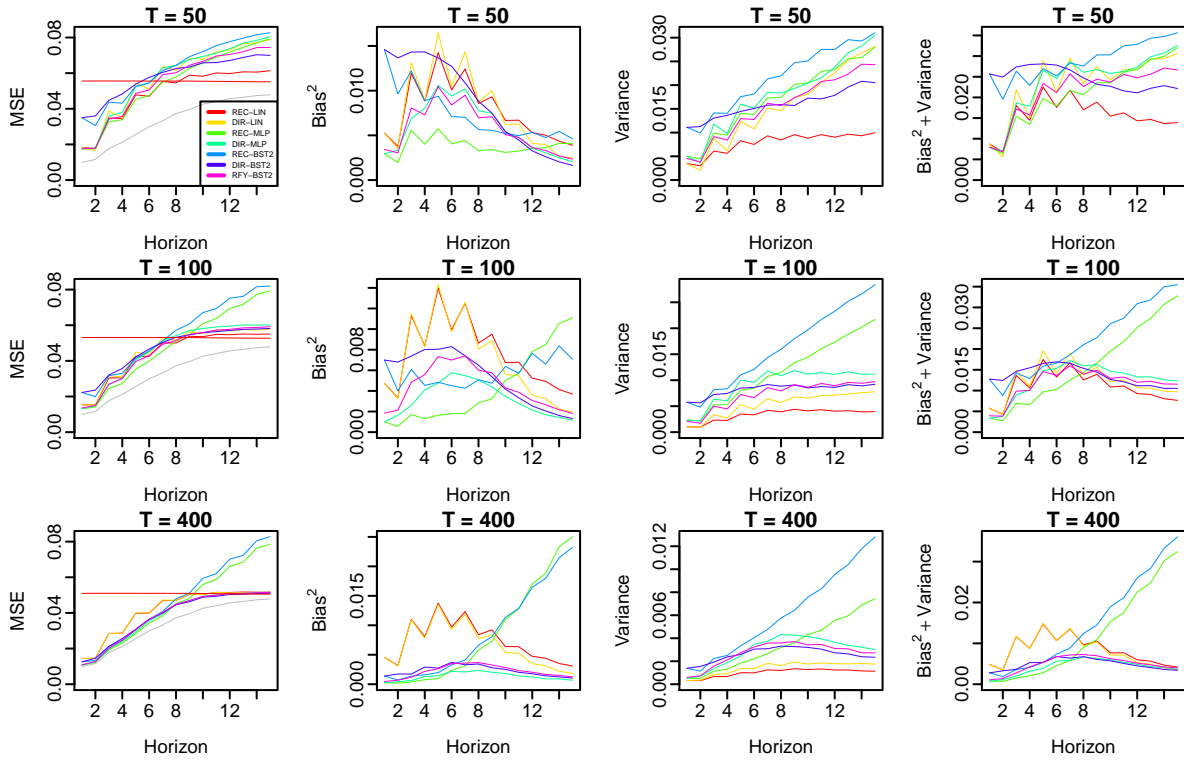 T = 50
T = 50
T = 50
T = 50
MSE
0.00
0.04
0.08
2 4 6 8 12
Horizon
REC−LIN
DIR−LIN
REC−MLP
DIR−MLP
REC−BST2
DIR−BST2
RFY−BST2
Bias²
0.000
0.010
2 4 6 8 12
Horizon
Variance
0.000
0.015
0.030
2 4 6 8 12
Horizon
Bias² + Variance
0.000
0.020
2 4 6 8 12
Horizon
T = 100
T = 100
T = 100
T = 100
MSE
0.00
0.04
0.08
2 4 6 8 12
Horizon
Bias²
0.000
0.008
2 4 6 8 12
Horizon
Variance
0.000
0.015
2 4 6 8 12
Horizon
Bias² + Variance
0.000
0.015
0.030
2 4 6 8 12
Horizon
T = 400
T = 400
T = 400
T = 400
MSE
0.00
0.04
0.08
2 4 6 8 12
Horizon
Bias²
0.000
0.015
2 4 6 8 12
Horizon
Variance
0.000
0.006
0.012
2 4 6 8 12
Horizon
Bias² + Variance
0.00
0.02
2 4 6 8 12
Horizon